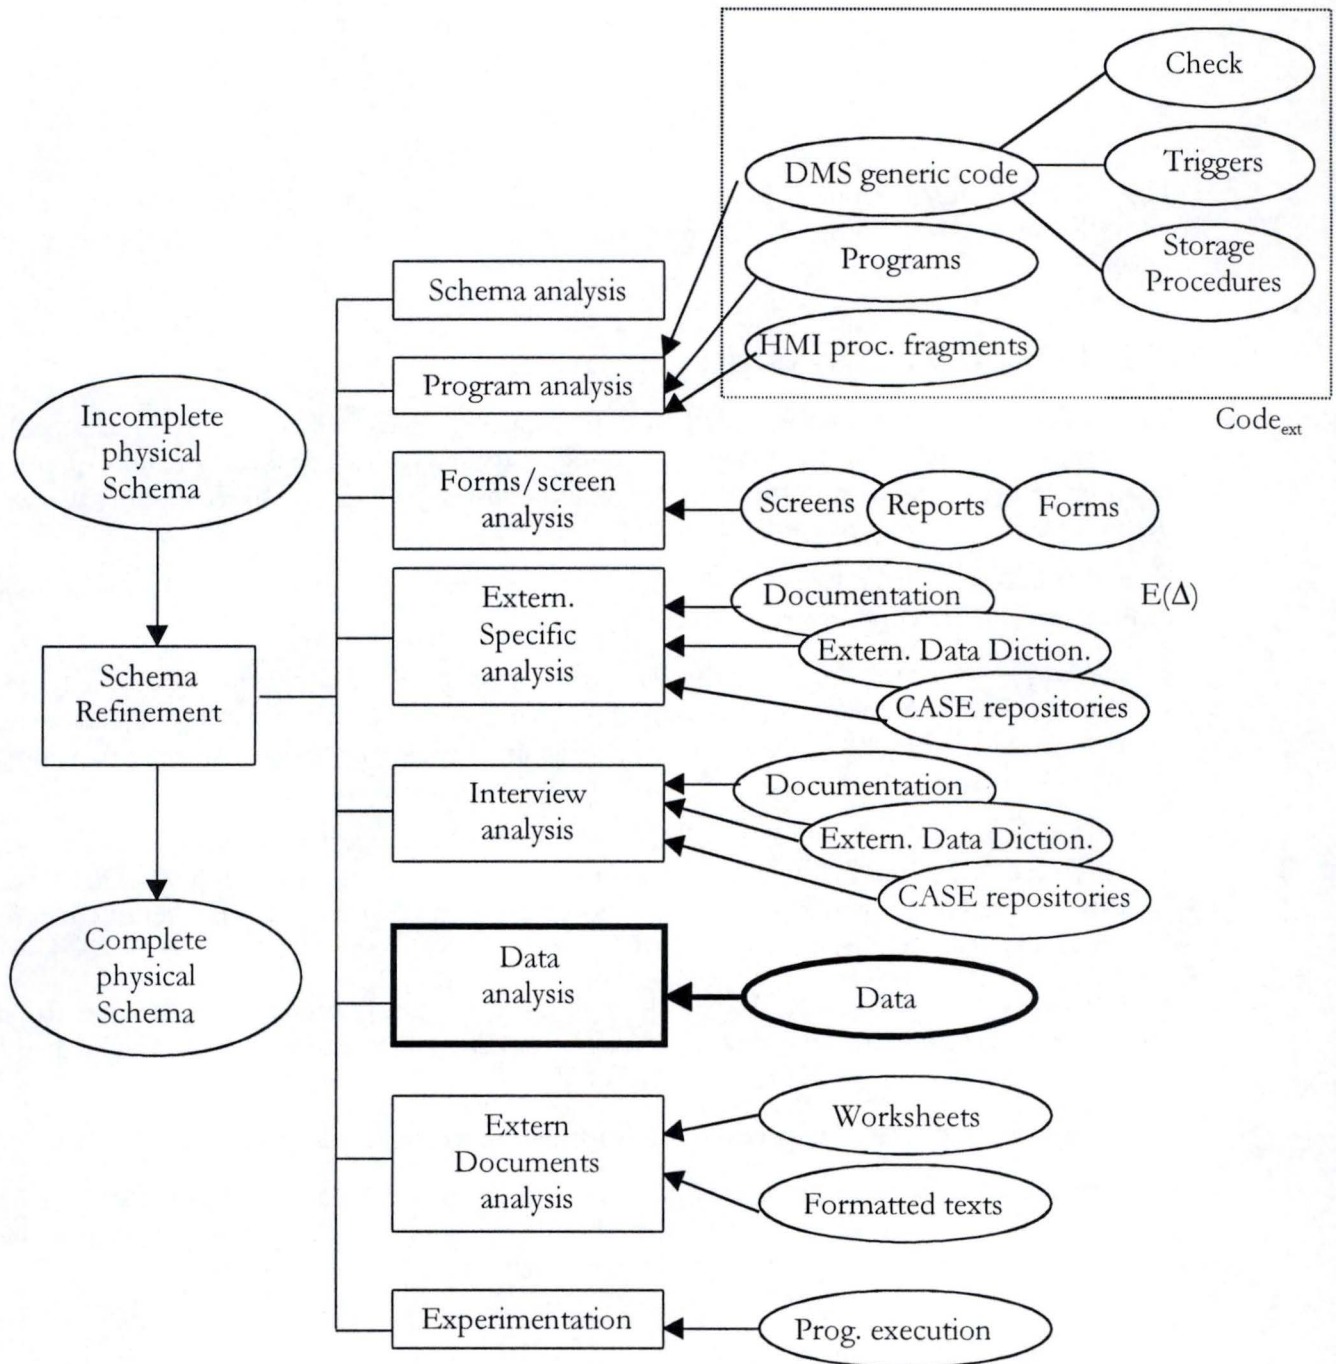 Check
DMS generic code
Triggers
Storage
Procedures
Programs
HMI proc. fragments
Code_ext
Schema analysis
Program analysis
Incomplete
physical
Schema
Forms/screen
analysis
Screens
Reports
Forms
Extern.
Specific
analysis
Documentation
E(Δ)
Extern. Data Diction.
CASE repositories
Schema
Refinement
Interview
analysis
Documentation
Extern. Data Diction.
CASE repositories
Complete
physical
Schema
Data
analysis
Data
Extern
Documents
analysis
Worksheets
Formatted texts
Experimentation
Prog. execution